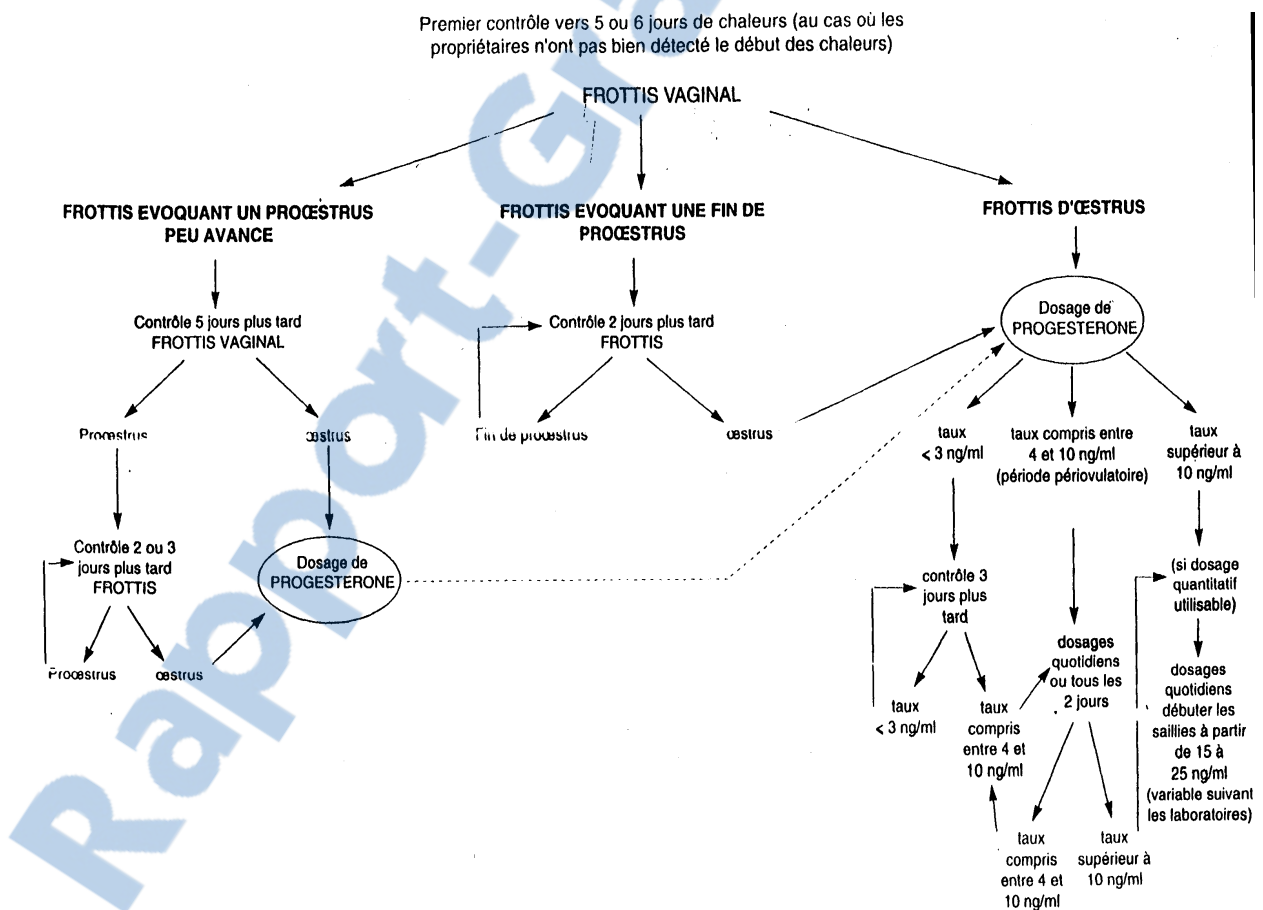 Premier contrôle vers 5 ou 6 jours de chaleurs (au cas où les
propriétaires n'ont pas bien détecté le début des chaleurs)
FROTTIS VAGINAL
FROTTIS EVOQUANT UN PROŒSTRUS
PEU AVANCE
Contrôle 5 jours plus tard
FROTTIS VAGINAL
Proœstrus
œstrus
Contrôle 2 ou 3
jours plus tard
FROTTIS
Proœstrus
œstrus
Dosage de
PROGESTERONE
FROTTIS EVOQUANT UNE FIN DE
PROŒSTRUS
Contrôle 2 jours plus tard
FROTTIS
Fin de proœstrus
œstrus
FROTTIS D'ŒSTRUS
Dosage de
PROGESTERONE
taux
< 3 ng/ml
contrôle 3
jours plus
tard
taux
< 3 ng/ml
taux
compris
entre 4 et
10 ng/ml
taux compris entre
4 et 10 ng/ml
(période périovulatoire)
dosages
quotidiens
ou tous les
2 jours
taux
compris
entre 4 et
10 ng/ml
taux
supérieur à
10 ng/ml
taux
supérieur à
10 ng/ml
(si dosage
quantitatif
utilisable)
dosages
quotidiens
débuter les
saillies à partir
de 15 à
25 ng/ml
(variable suivant
les laboratoires)
Rapport-Gra